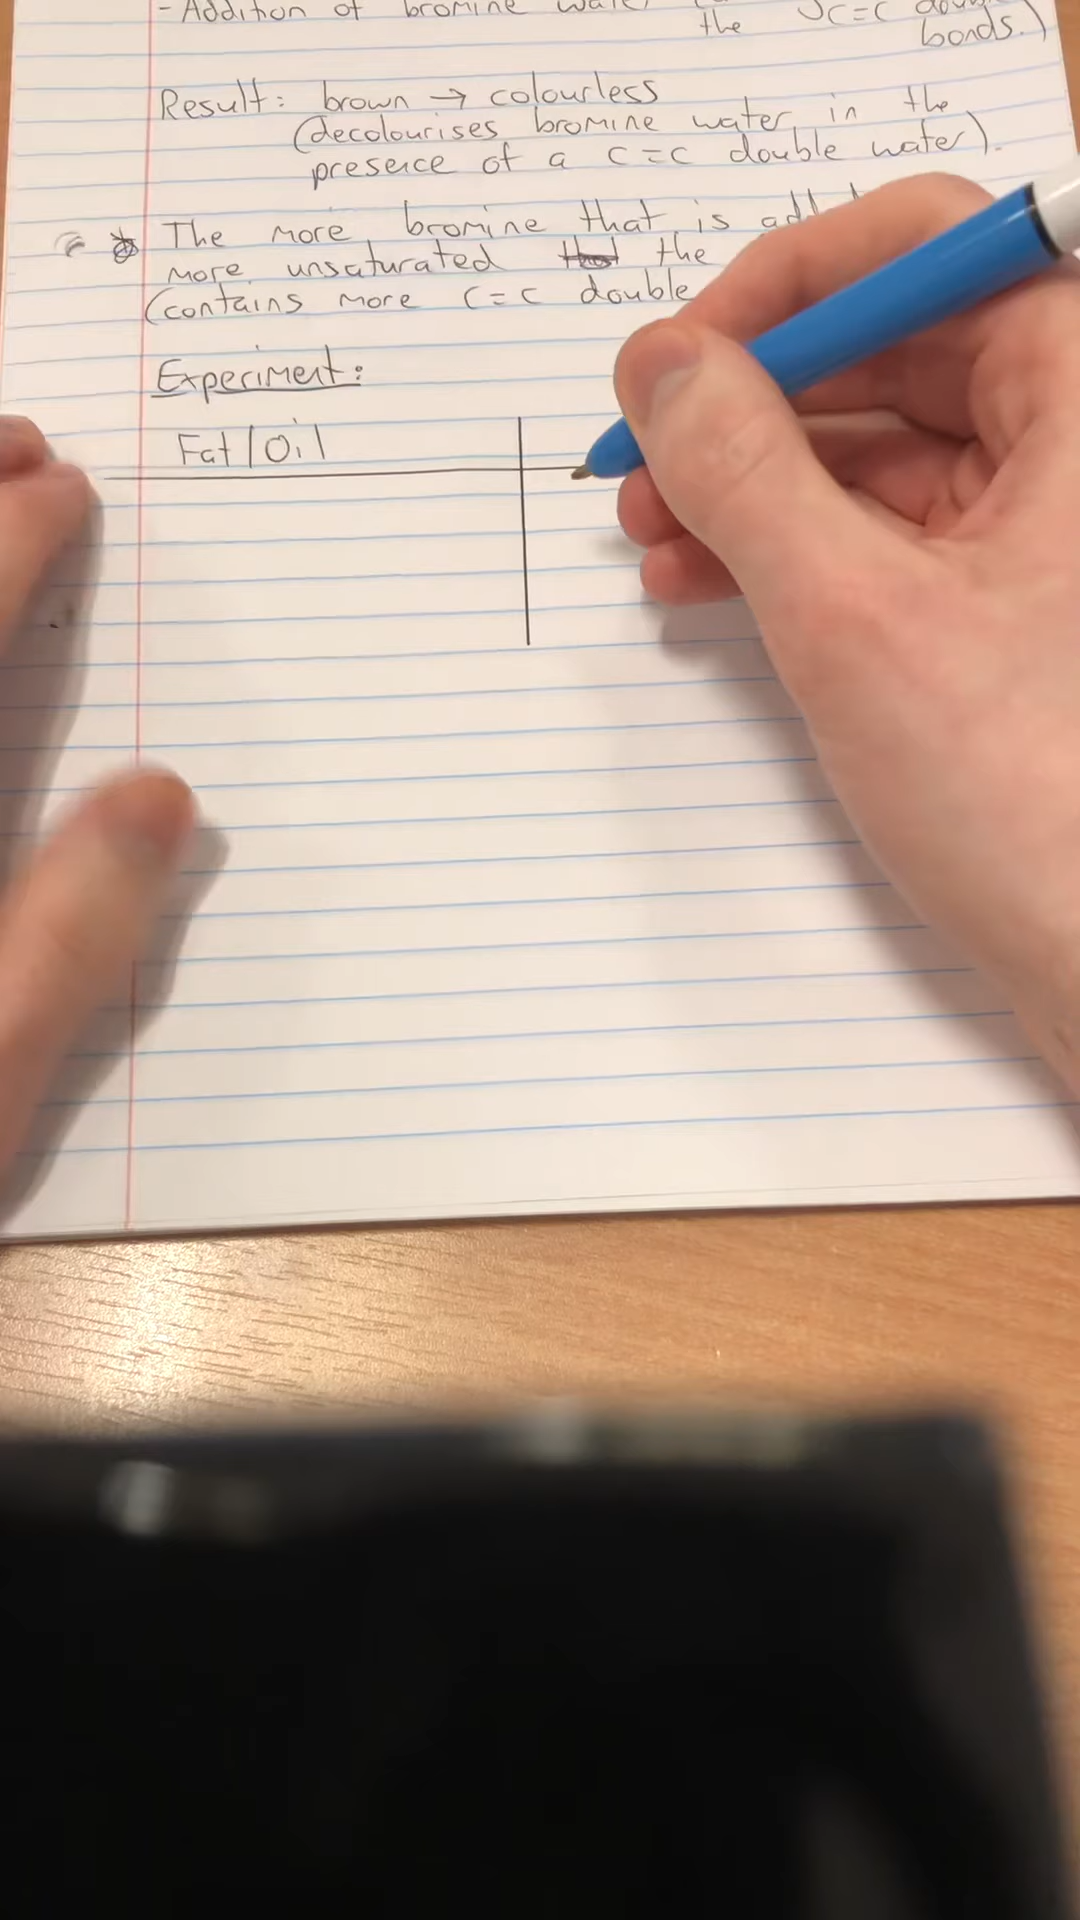 - Addition of bromine
the C=C
bonds.)
Result: brown → colourless
(decolourises bromine water in the
presence of a C=C double water).
The more bromine that is
more unsaturated the
(contains more C=C double
Experiment:
Fat/Oil